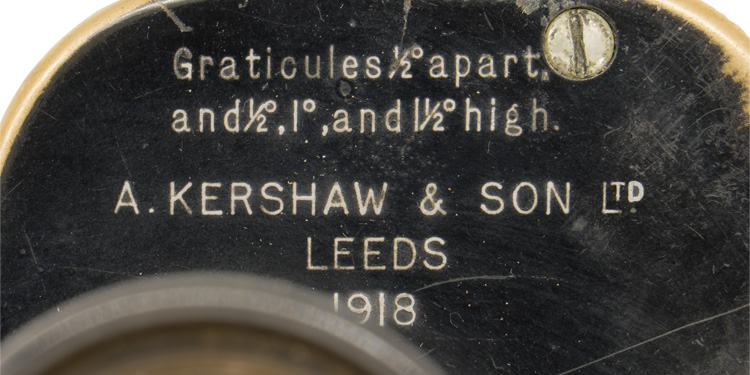 Graticules ½° apart.
and ½°, 1°, and 1½° high.
A. KERSHAW & SON LTD.
LEEDS
1918